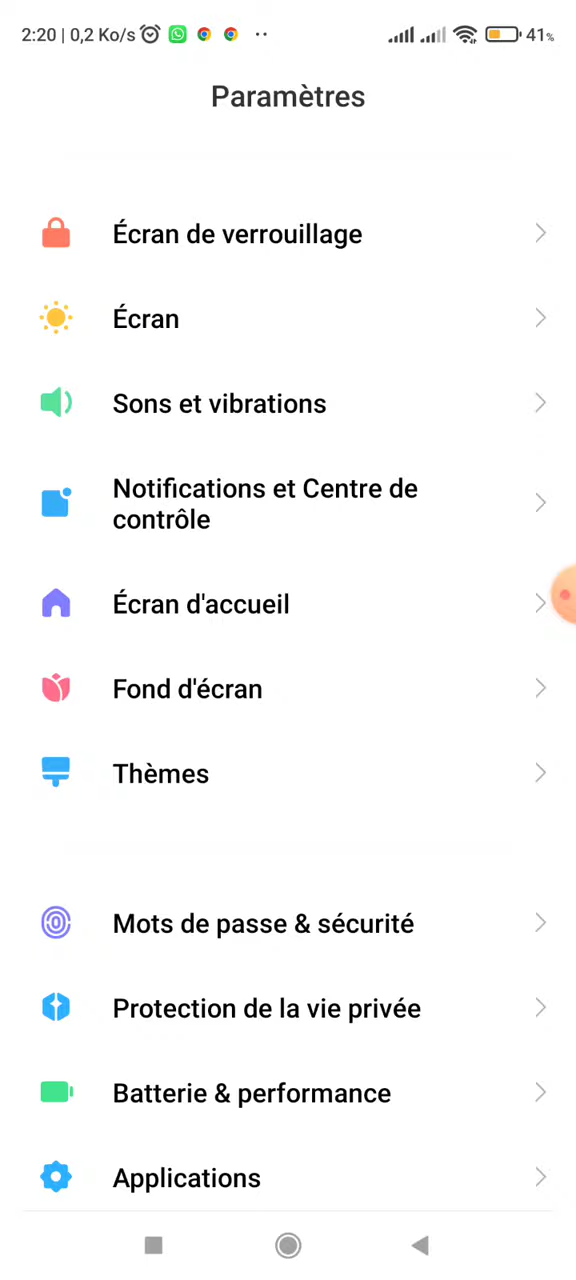 2:20 | 0,2 Ko/s 41%
Paramètres
Écran de verrouillage
Écran
Sons et vibrations
Notifications et Centre de
contrôle
Écran d'accueil
Fond d'écran
Thèmes
Mots de passe & sécurité
Protection de la vie privée
Batterie & performance
Applications